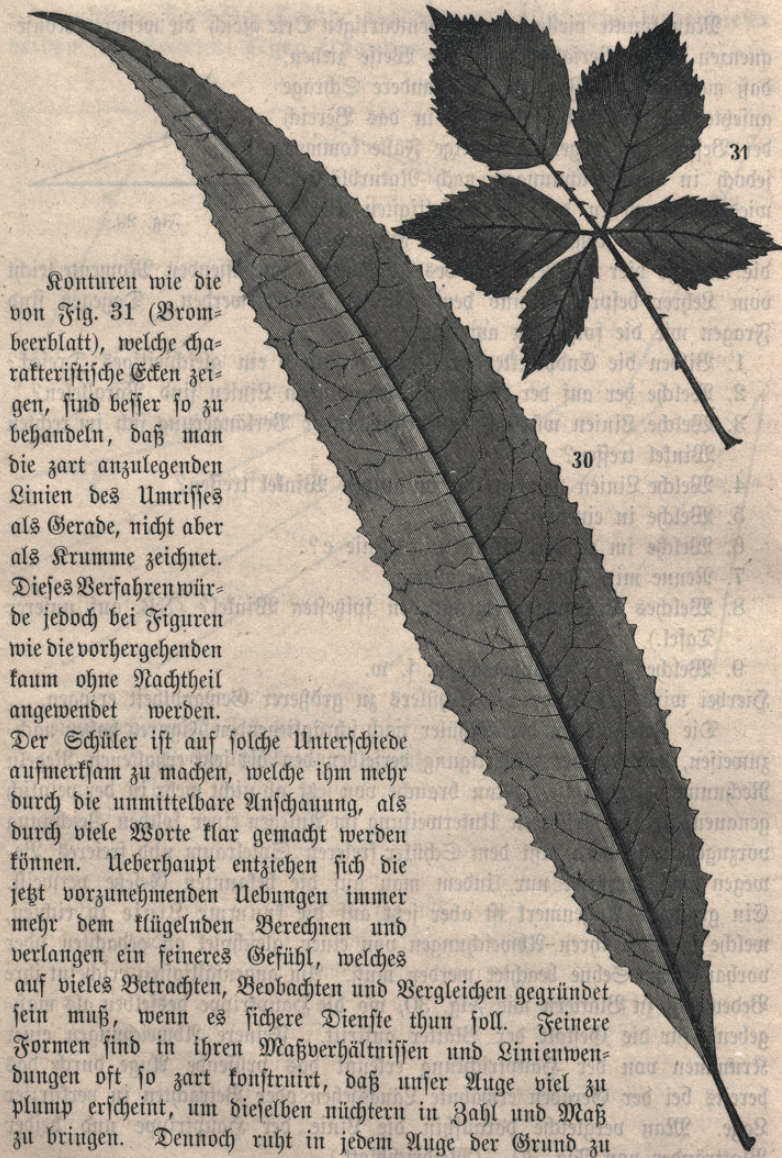 31
30
Konturen wie die
von Fig. 31 (Brom-
beerblatt), welche cha-
rakteristische Ecken zei-
gen, sind besser so zu
behandeln, daß man
die zart anzulegenden
Linien des Umrisses
als Gerade, nicht aber
als Krumme zeichnet.
Dieses Verfahren wür-
de jedoch bei Figuren
wie die vorhergehenden
kaum ohne Nachtheil
angewendet werden.
Der Schüler ist auf solche Unterschiede
aufmerksam zu machen, welche ihm mehr
durch die unmittelbare Anschauung, als
durch viele Worte klar gemacht werden
können. Ueberhaupt entziehen sich die
jetzt vorzunehmenden Uebungen immer
mehr dem klügelnden Berechnen und
verlangen ein feineres Gefühl, welches
auf vieles Betrachten, Beobachten und Vergleichen gegründet
sein muß, wenn es sichere Dienste thun soll. Feinere
Formen sind in ihren Maßverhältnissen und Linienwen-
dungen oft so zart konstruirt, daß unser Auge viel zu
plump erscheint, um dieselben nüchtern in Zahl und Maß
zu bringen. Dennoch ruht in jedem Auge der Grund zu